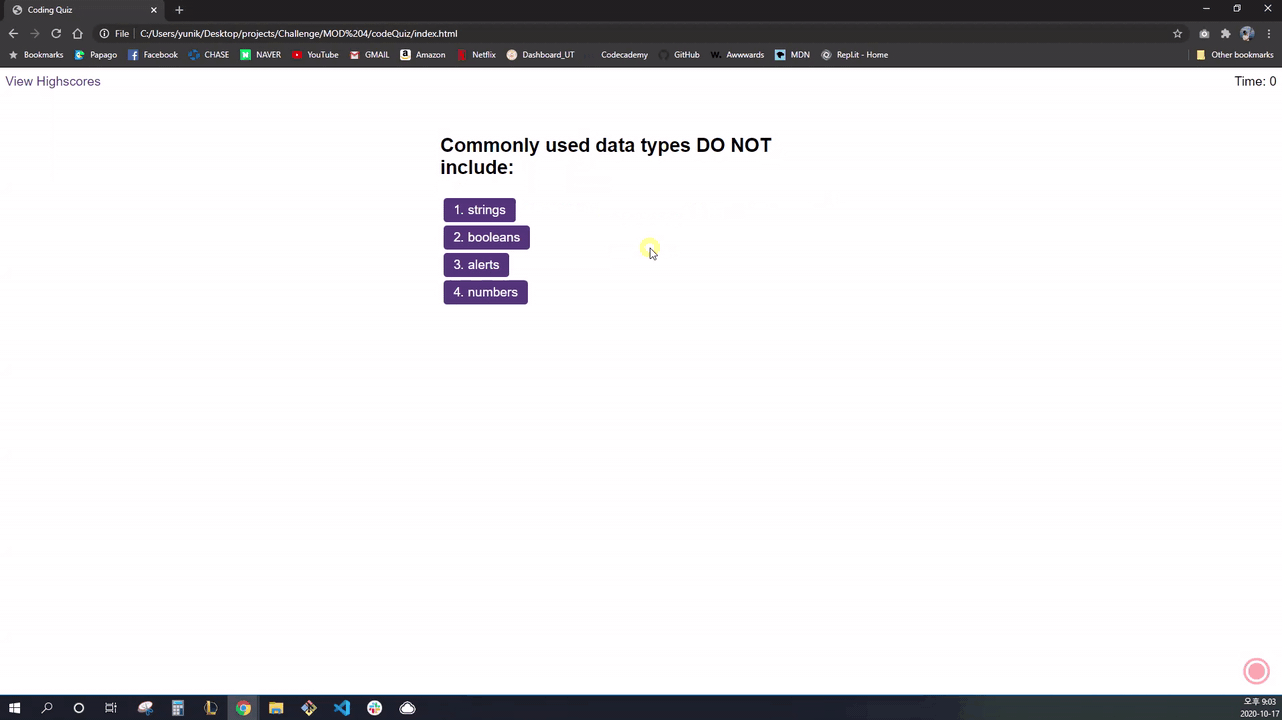 Coding Quiz
File
C:/Users/yunik/Desktop/projects/Challenge/MOD%204/codeQuiz/index.html
Bookmarks Papago Facebook CHASE NAVER YouTube GMAIL Amazon Netflix Dashboard_UT Codecademy GitHub w. Awwwards MDN Repl.it - Home Other bookmarks
View Highscores
Time: 0
Commonly used data types DO NOT
include:
1. strings
2. booleans
3. alerts
4. numbers
오후 9:03
2020-10-17